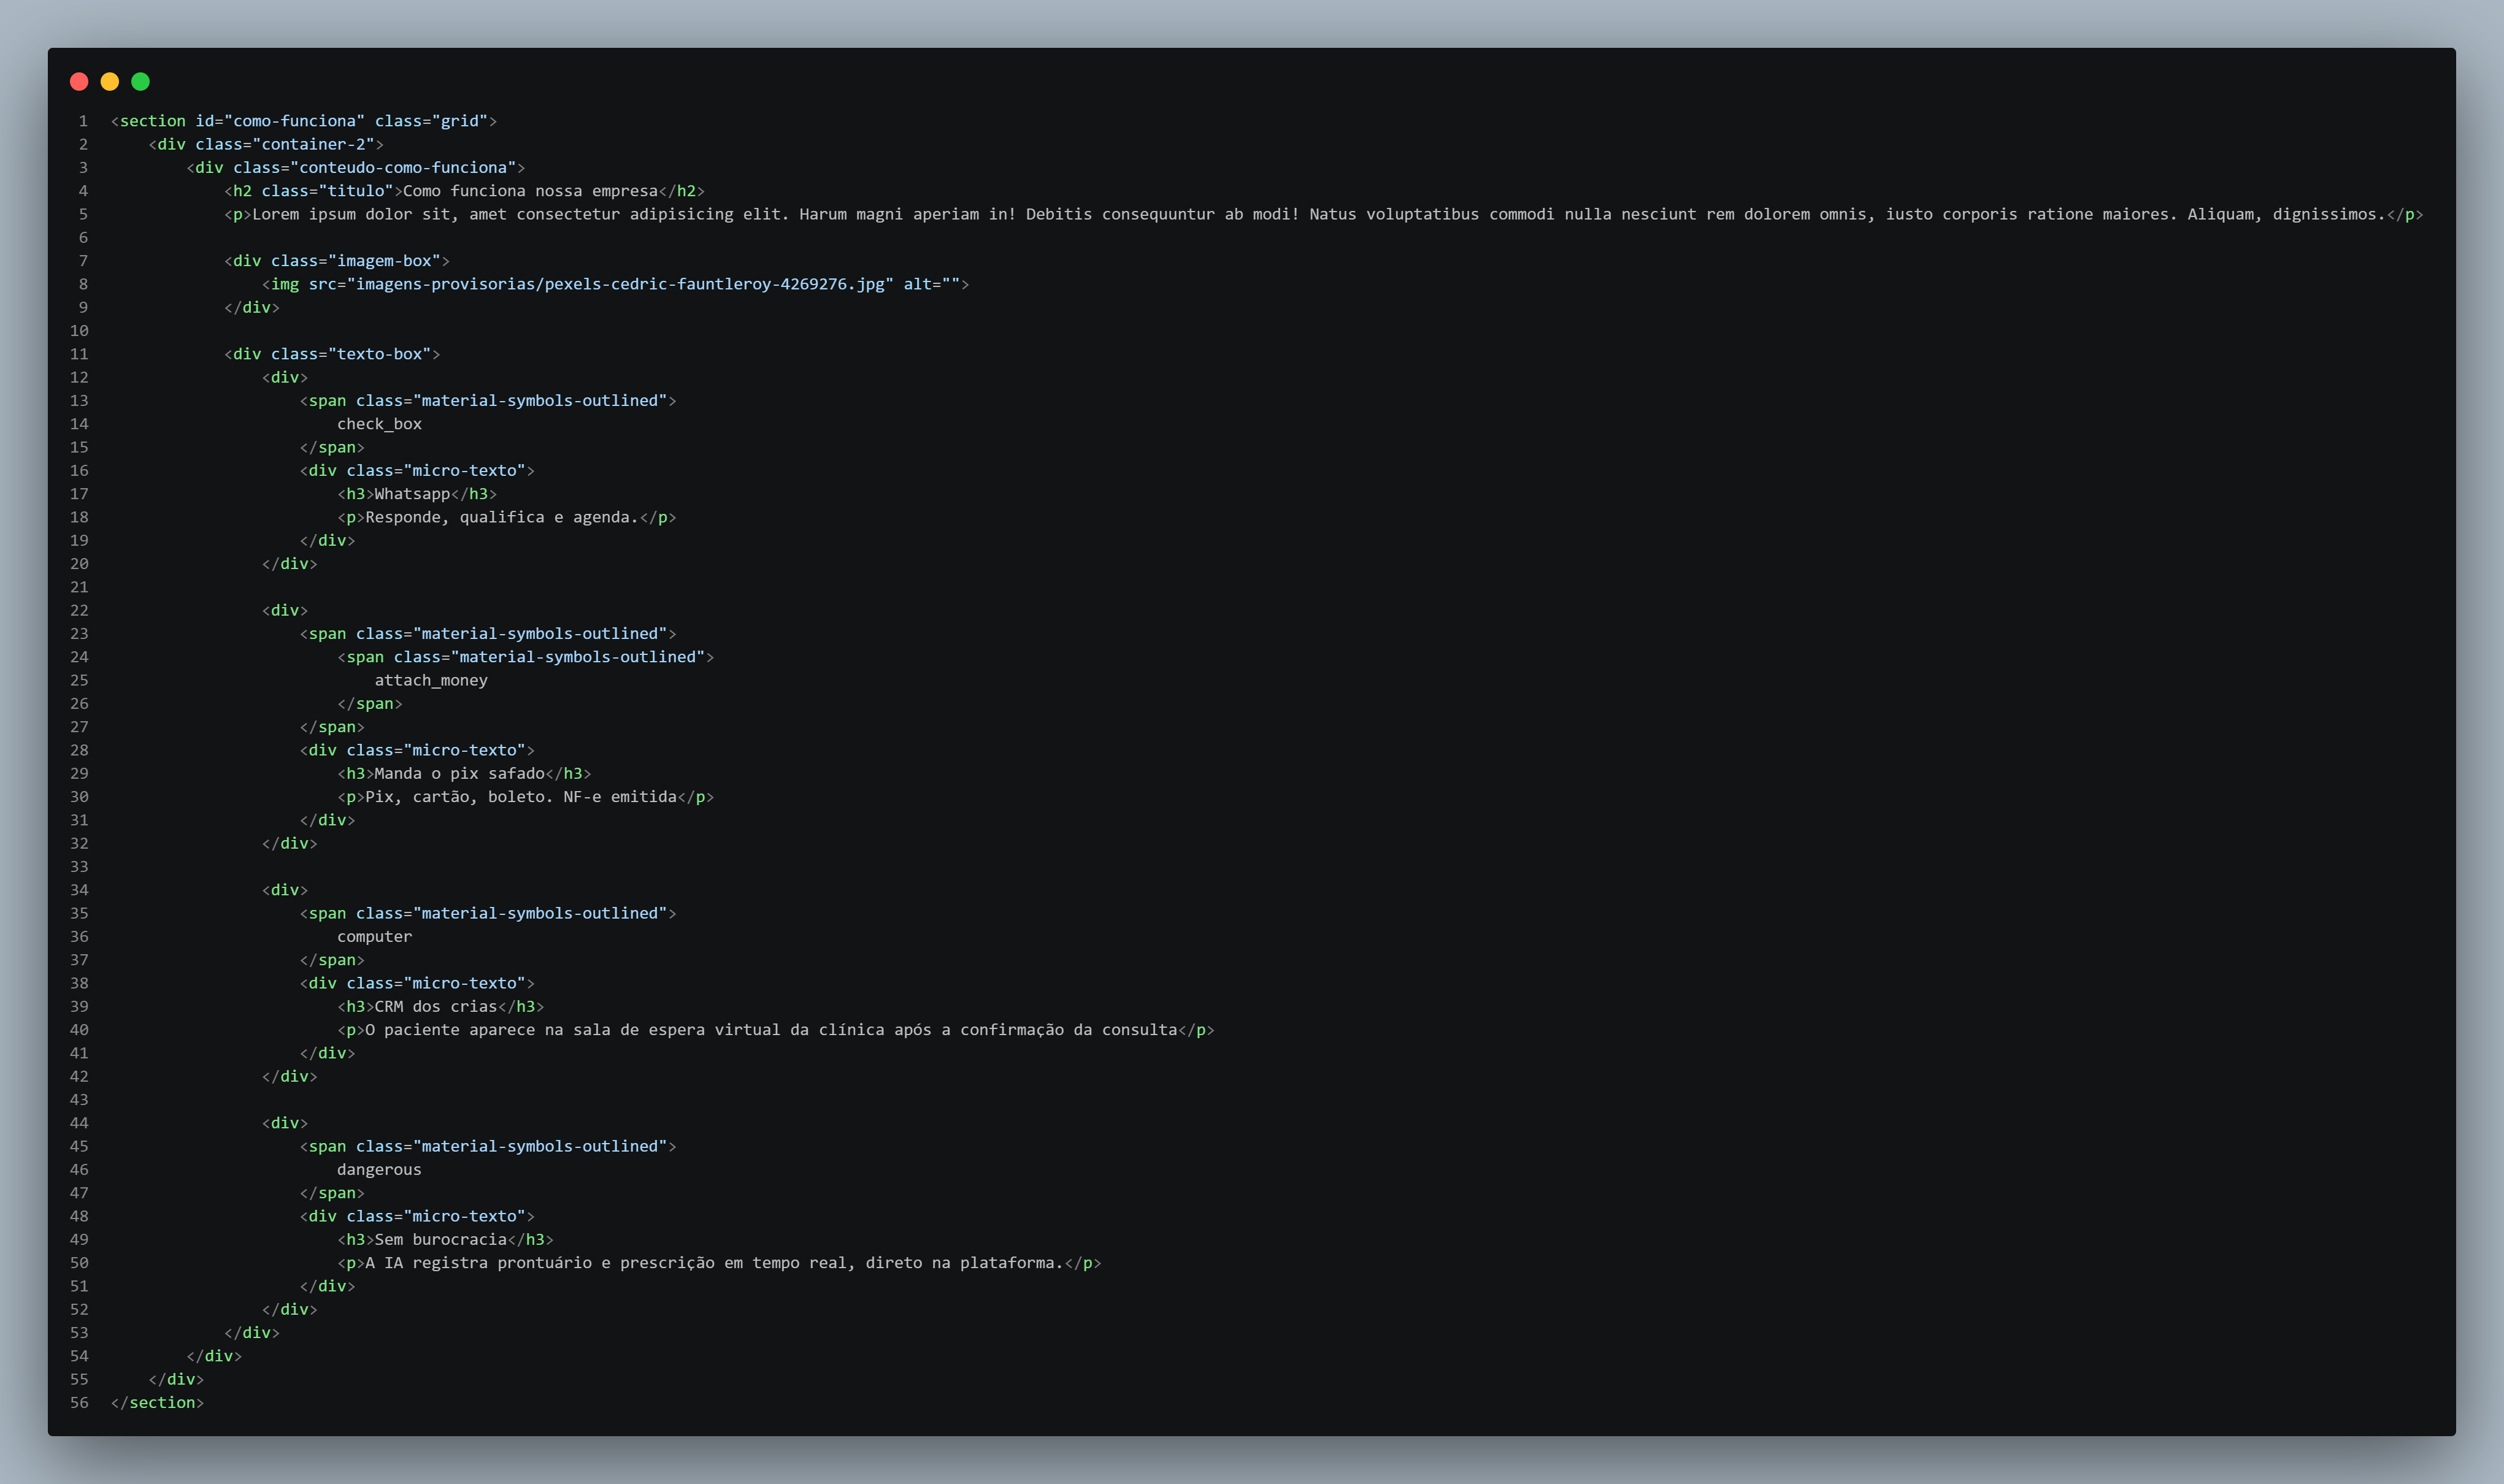 1 <section id="como-funciona" class="grid">
2     <div class="container-2">
3         <div class="conteudo-como-funciona">
4             <h2 class="titulo">Como funciona nossa empresa</h2>
5             <p>Lorem ipsum dolor sit, amet consectetur adipisicing elit. Harum magni aperiam in! Debitis consequuntur ab modi! Natus voluptatibus commodi nulla nesciunt rem dolorem omnis, iusto corporis ratione maiores. Aliquam, dignissimos.</p>
6
7             <div class="imagem-box">
8                 <img src="imagens-provisorias/pexels-cedric-fauntleroy-4269276.jpg" alt="">
9             </div>
10
11             <div class="texto-box">
12                 <div>
13                     <span class="material-symbols-outlined">
14                         check_box
15                     </span>
16                     <div class="micro-texto">
17                         <h3>Whatsapp</h3>
18                         <p>Responde, qualifica e agenda.</p>
19                     </div>
20                 </div>
21
22                 <div>
23                     <span class="material-symbols-outlined">
24                         <span class="material-symbols-outlined">
25                             attach_money
26                         </span>
27                     </span>
28                     <div class="micro-texto">
29                         <h3>Manda o pix safado</h3>
30                         <p>Pix, cartão, boleto. NF-e emitida</p>
31                     </div>
32                 </div>
33
34                 <div>
35                     <span class="material-symbols-outlined">
36                         computer
37                     </span>
38                     <div class="micro-texto">
39                         <h3>CRM dos crias</h3>
40                         <p>O paciente aparece na sala de espera virtual da clínica após a confirmação da consulta</p>
41                     </div>
42                 </div>
43
44                 <div>
45                     <span class="material-symbols-outlined">
46                         dangerous
47                     </span>
48                     <div class="micro-texto">
49                         <h3>Sem burocracia</h3>
50                         <p>A IA registra prontuário e prescrição em tempo real, direto na plataforma.</p>
51                     </div>
52                 </div>
53             </div>
54         </div>
55     </div>
56 </section>